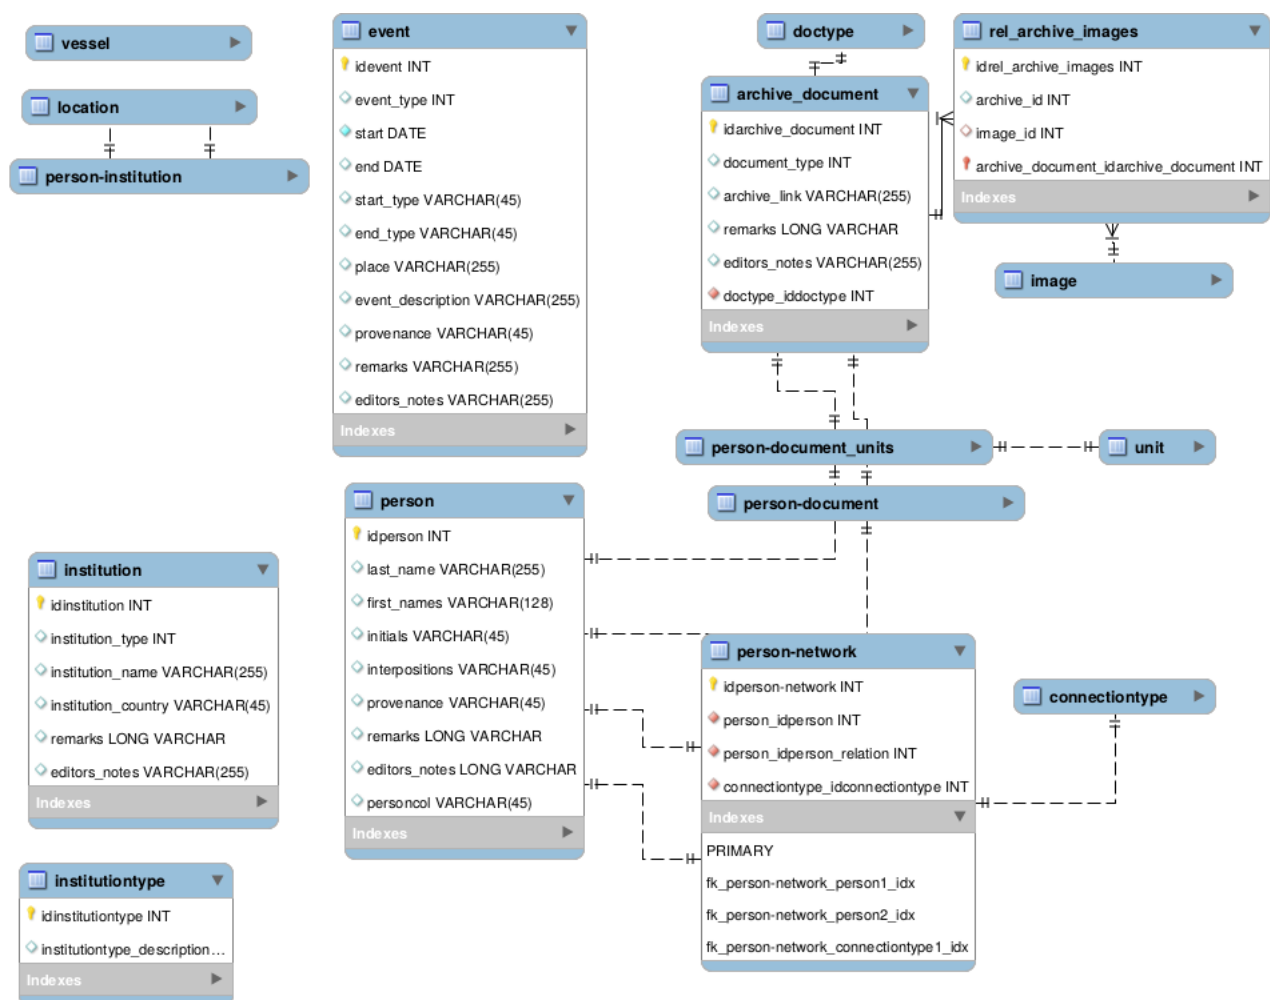 vessel
location
person-institution
event
idevent INT
event_type INT
start DATE
end DATE
start_type VARCHAR(45)
end_type VARCHAR(45)
place VARCHAR(255)
event_description VARCHAR(255)
provenance VARCHAR(45)
remarks VARCHAR(255)
editors_notes VARCHAR(255)
Indexes
doctype
archive_document
idarchive_document INT
document_type INT
archive_link VARCHAR(255)
remarks LONG VARCHAR
editors_notes VARCHAR(255)
doctype_iddoctype INT
Indexes
rel_archive_images
idrel_archive_images INT
archive_id INT
image_id INT
archive_document_idarchive_document INT
Indexes
image
person-document_units
unit
person-document
person
idperson INT
last_name VARCHAR(255)
first_names VARCHAR(128)
initials VARCHAR(45)
interpositions VARCHAR(45)
provenance VARCHAR(45)
remarks LONG VARCHAR
editors_notes LONG VARCHAR
personcol VARCHAR(45)
Indexes
institution
idinstitution INT
institution_type INT
institution_name VARCHAR(255)
institution_country VARCHAR(45)
remarks LONG VARCHAR
editors_notes VARCHAR(255)
Indexes
person-network
idperson-network INT
person_idperson INT
person_idperson_relation INT
connectiontype_idconnectiontype INT
Indexes
PRIMARY
fk_person-network_person1_idx
fk_person-network_person2_idx
fk_person-network_connectiontype1_idx
connectiontype
institutiontype
idinstitutiontype INT
institutiontype_description...
Indexes